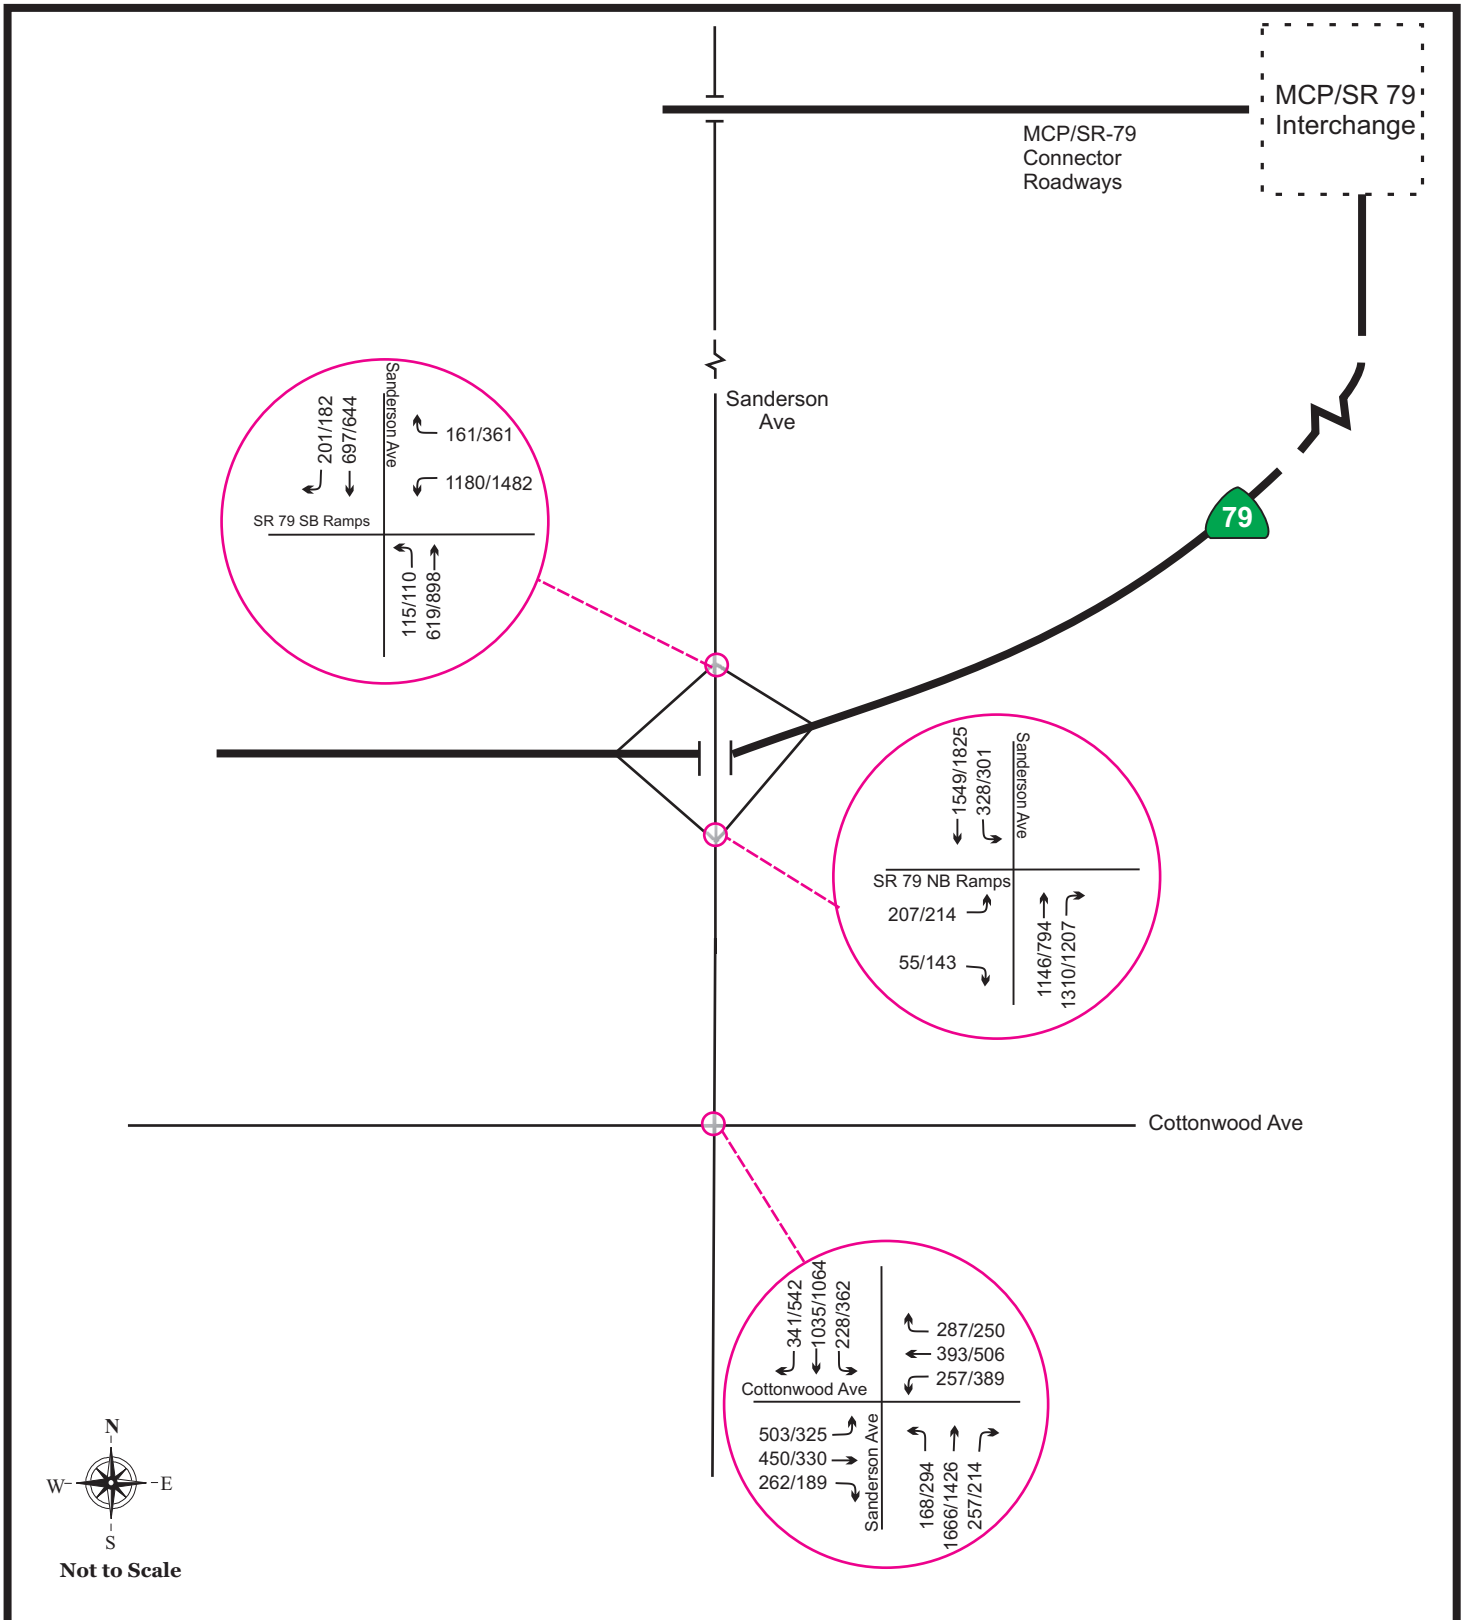 MCP/SR 79
Interchange
MCP/SR-79
Connector
Roadways
Sanderson
Ave
201/182
697/644
Sanderson Ave
161/361
1180/1482
SR 79 SB Ramps
115/110
619/898
79
1549/1825
328/301
Sanderson Ave
SR 79 NB Ramps
207/214
55/143
1146/794
1310/1207
Cottonwood Ave
341/542
1035/1064
228/362
287/250
393/506
257/389
Cottonwood Ave
503/325
450/330
262/189
Sanderson Ave
168/294
1666/1426
257/214
N
W
E
S
Not to Scale